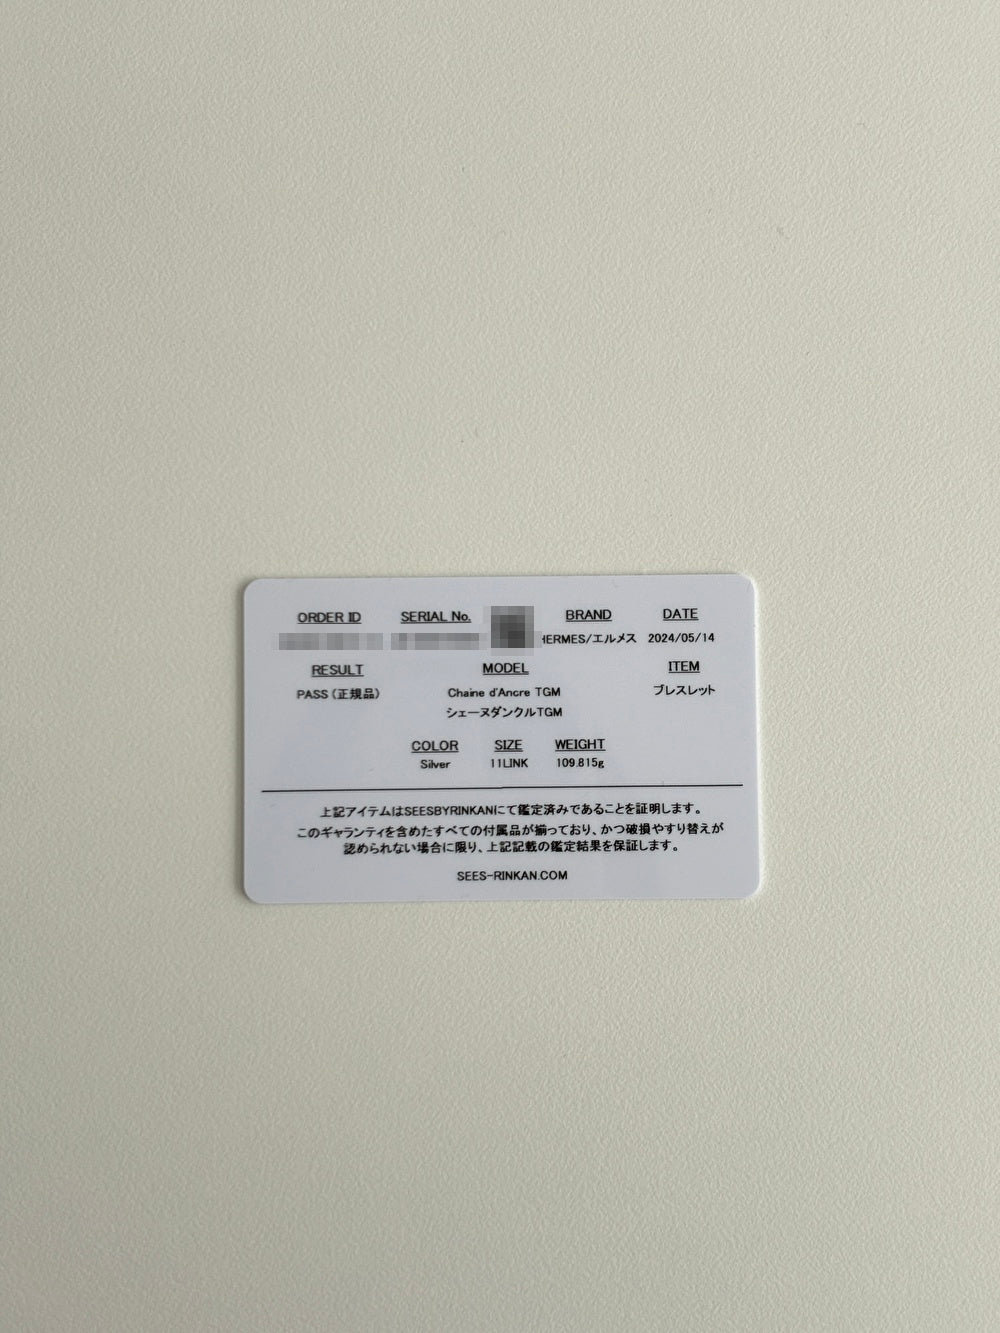 ORDER ID SERIAL No. BRAND DATE
HERMES/エルメス 2024/05/14
RESULT MODEL ITEM
PASS (正規品) Chaine d'Ancre TGM ブレスレット
シェーヌダンクルTGM
COLOR SIZE WEIGHT
Silver 11LINK 109.815g
上記アイテムはSEESBYRINKANにて鑑定済みであることを証明します。
このギャランティを含めたすべての付属品が揃っており、かつ破損やすり替えが
認められない場合に限り、上記記載の鑑定結果を保証します。
SEES-RINKAN.COM